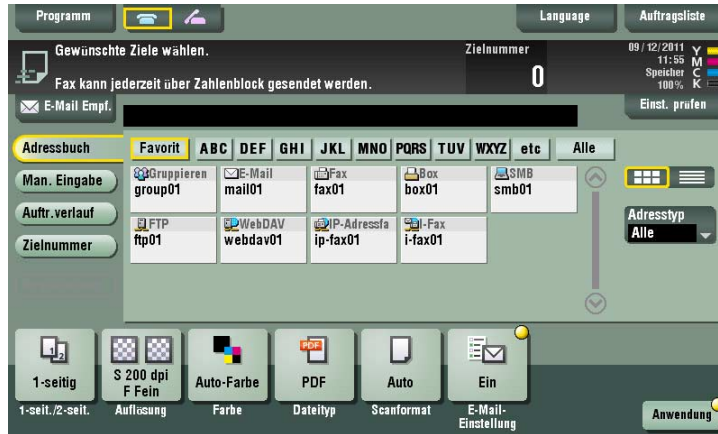 Programm
Language
Auftragsliste
Gewünschte Ziele wählen.
Zielnummer
09/12/2011
11:55
Speicher
100%
Y
M
C
K
Fax kann jederzeit über Zahlenblock gesendet werden.
0
E-Mail Empf.
Einst. prüfen
Adressbuch
Favorit ABC DEF GHI JKL MNO PQRS TUV WXYZ etc Alle
Man. Eingabe
Auftr.verlauf
Zielnummer
Gruppieren
group01
E-Mail
mail01
Fax
fax01
Box
box01
SMB
smb01
FTP
ftp01
WebDAV
webdav01
IP-Adressfa
ip-fax01
I-Fax
i-fax01
Adresstyp
Alle
1-seitig
1-seit./2-seit.
S 200 dpi
F Fein
Auflösung
Auto-Farbe
Farbe
PDF
PDF
Dateityp
Auto
Scanformat
Ein
E-Mail-
Einstellung
Anwendung